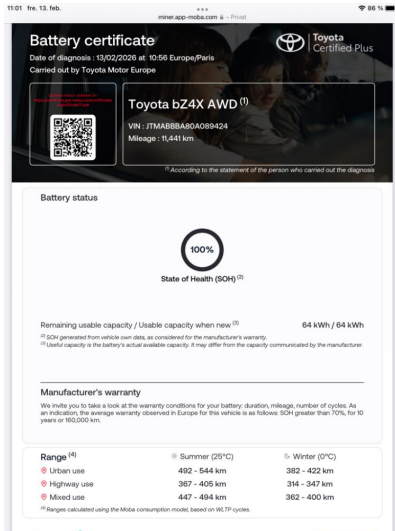 11:01 fre. 13. feb.
86 %
miner.app-moba.com – Privat
Battery certificate
Toyota
Certified Plus
Date of diagnosis : 13/02/2026 at 10:56 Europe/Paris
Carried out by Toyota Motor Europe
Toyota bZ4X AWD (1)
VIN : JTMABBBA80A089424
Mileage : 11,441 km
(1) According to the statement of the person who carried out the diagnosis
Battery status
100%
State of Health (SOH) (2)
Remaining usable capacity / Usable capacity when new (3) 64 kWh / 64 kWh
(2) SOH generated from vehicle own data, as considered for the manufacturer's warranty.
(3) Useful capacity is the battery's actual available capacity. It may differ from the capacity communicated by the manufacturer.
Manufacturer's warranty
We invite you to take a look at the warranty conditions for your battery: duration, mileage, number of cycles. As
an indication, the average warranty observed in Europe for this vehicle is as follows: SOH greater than 70%, for 10
years or 160,000 km.
Range (4) Summer (25°C) Winter (0°C)
Urban use 492 - 544 km 382 - 422 km
Highway use 367 - 405 km 314 - 347 km
Mixed use 447 - 494 km 362 - 400 km
(4) Ranges calculated using the Moba consumption model, based on WLTP cycles.